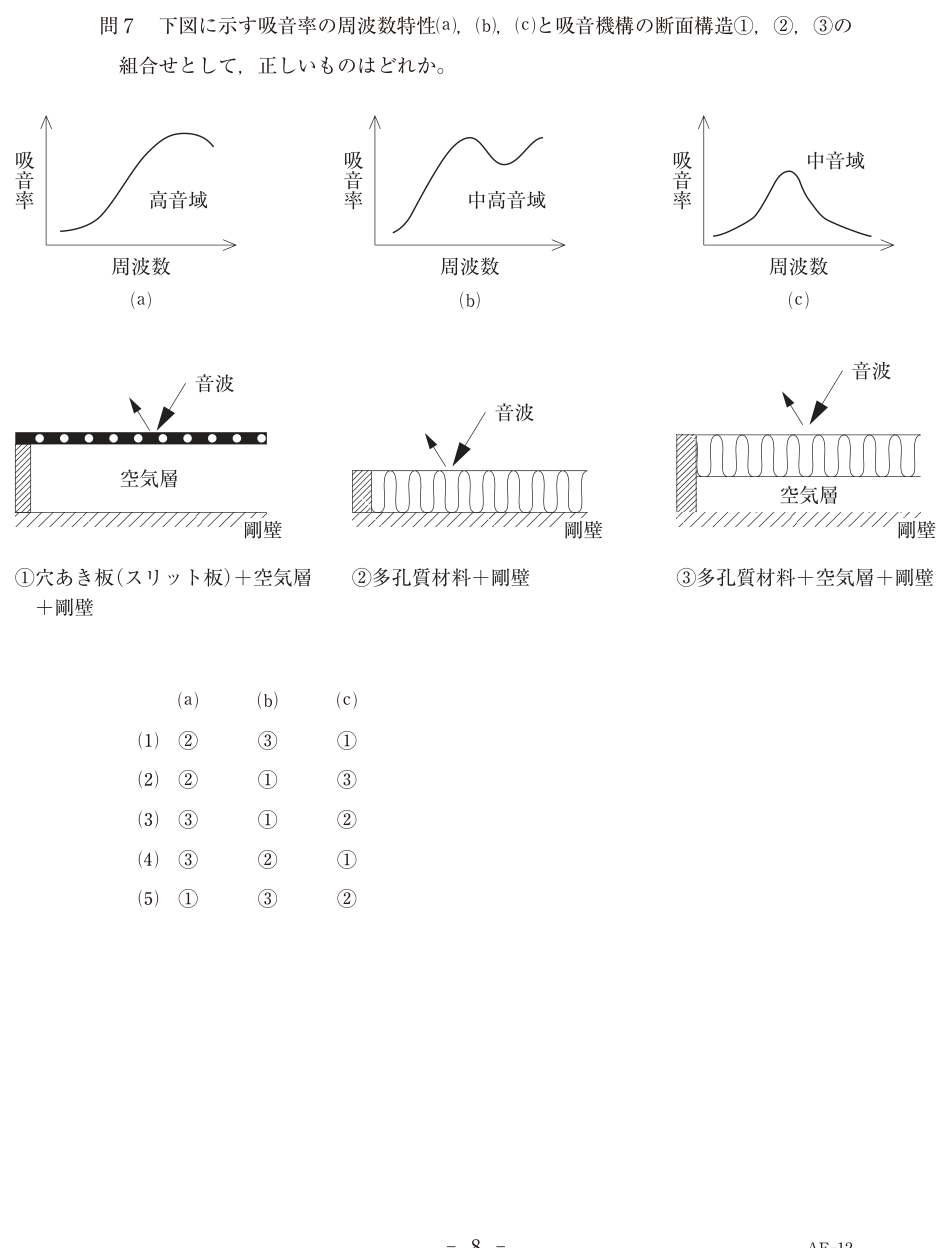 問7　下図に示す吸音率の周波数特性(a)，(b)，(c)と吸音機構の断面構造①，②，③の
組合せとして，正しいものはどれか。
吸音率
高音域
周波数
(a)
吸音率
中高音域
周波数
(b)
吸音率
中音域
周波数
(c)
音波
空気層
剛壁
①穴あき板(スリット板)＋空気層
＋剛壁
音波
剛壁
②多孔質材料＋剛壁
音波
空気層
剛壁
③多孔質材料＋空気層＋剛壁
(a) (b) (c)
(1) ② ③ ①
(2) ② ① ③
(3) ③ ① ②
(4) ③ ② ①
(5) ① ③ ②
－ 8 －